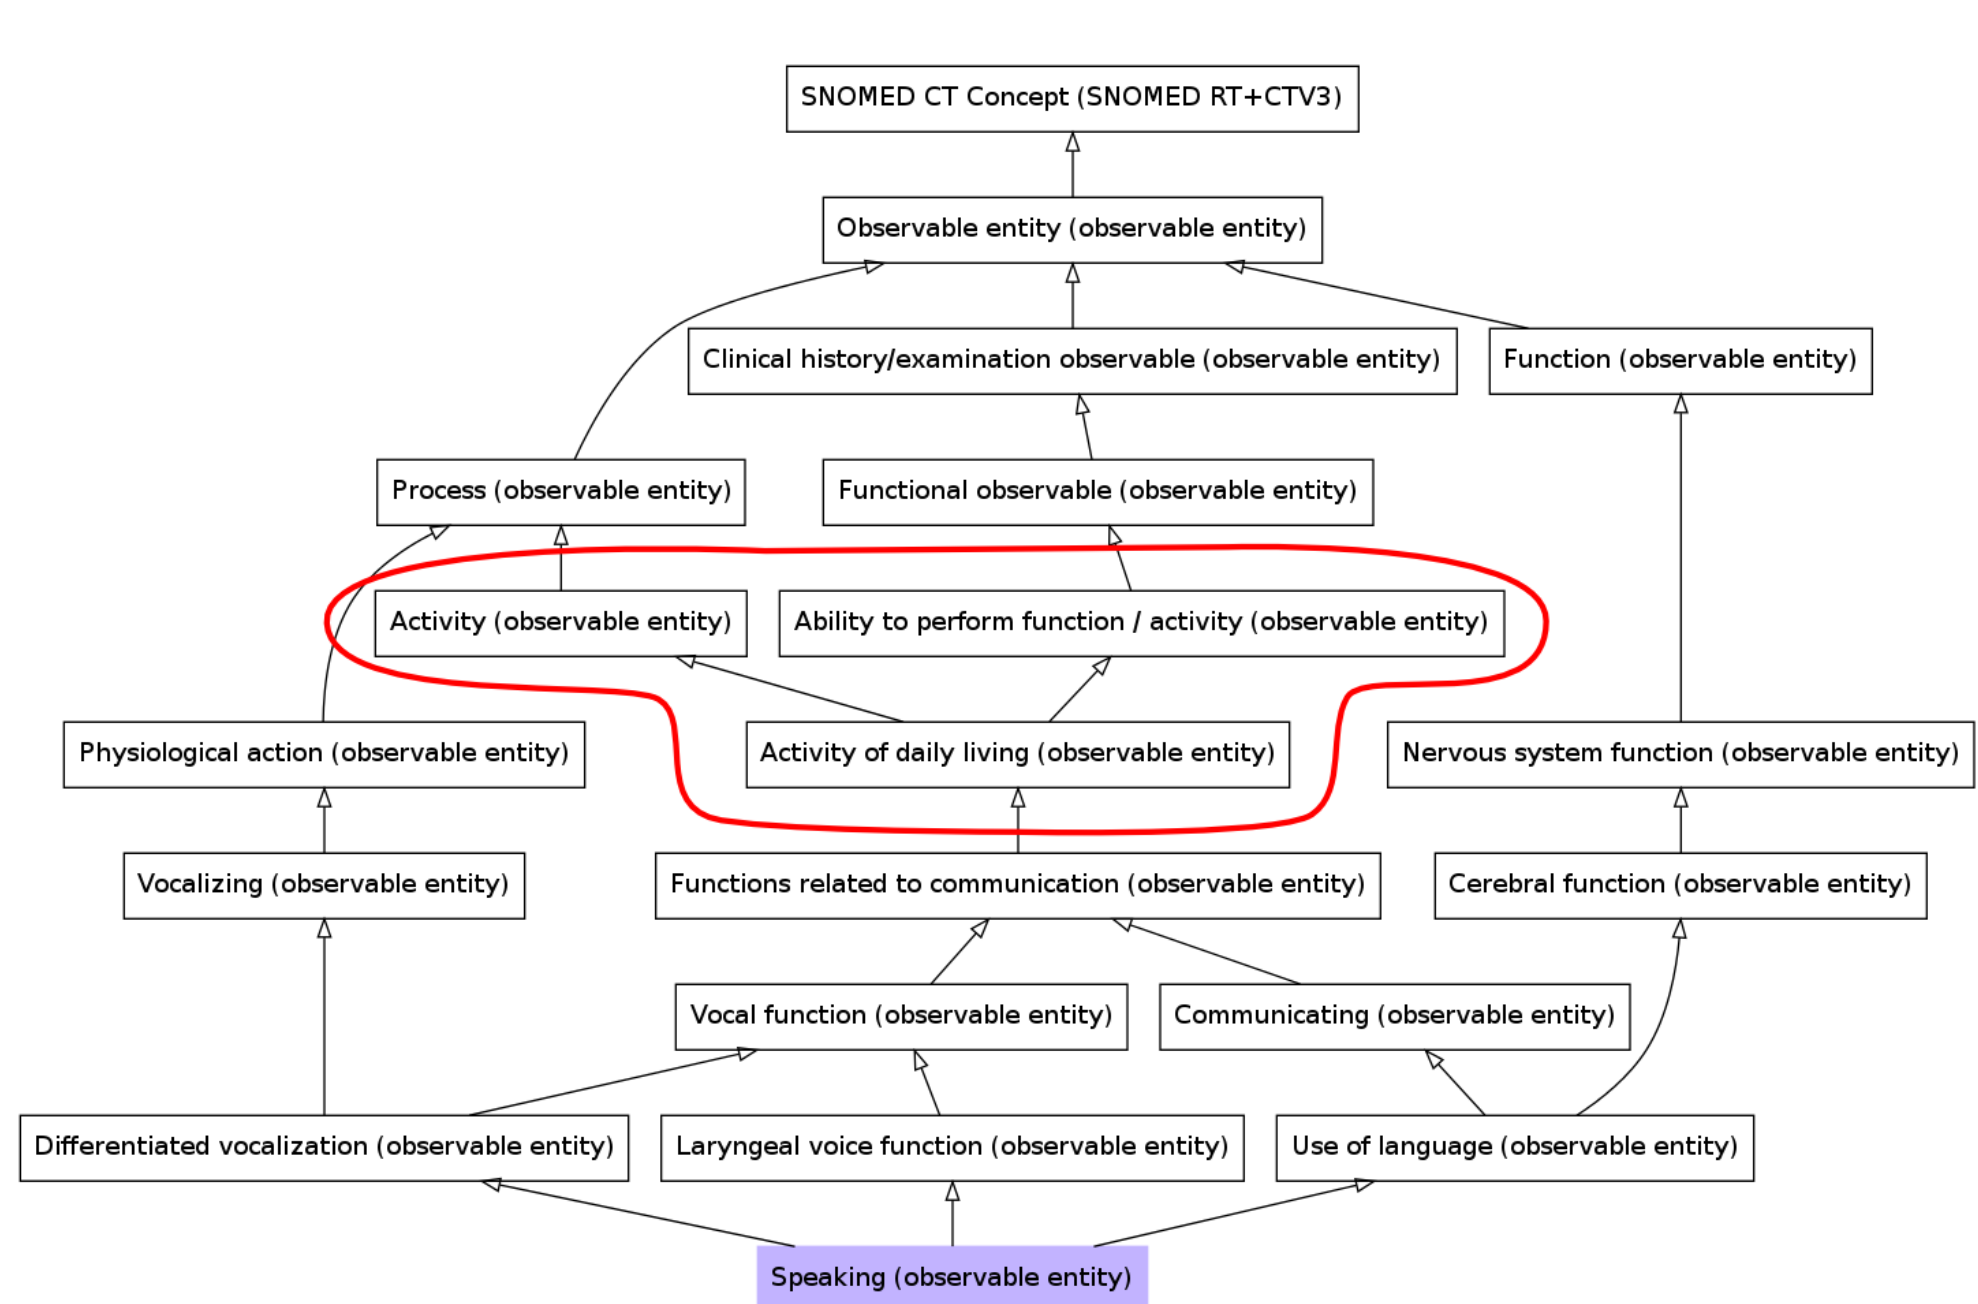 SNOMED CT Concept (SNOMED RT+CTV3)
Observable entity (observable entity)
Clinical history/examination observable (observable entity)
Function (observable entity)
Process (observable entity)
Functional observable (observable entity)
Activity (observable entity)
Ability to perform function / activity (observable entity)
Physiological action (observable entity)
Activity of daily living (observable entity)
Nervous system function (observable entity)
Vocalizing (observable entity)
Functions related to communication (observable entity)
Cerebral function (observable entity)
Vocal function (observable entity)
Communicating (observable entity)
Differentiated vocalization (observable entity)
Laryngeal voice function (observable entity)
Use of language (observable entity)
Speaking (observable entity)